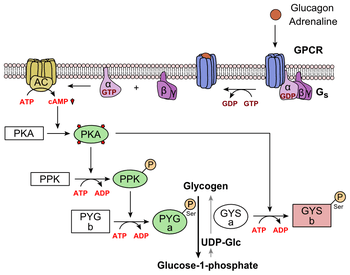 Glucagon
Adrenaline
GPCR
AC
α
GTP
+
β γ
α
GDP
β γ
Gs
ATP
cAMP
GDP GTP
PKA
PKA
PPK
PPK
P
ATP ADP
PYG
b
PYG
a
P
Ser
ATP ADP
Glycogen
GYS
a
GYS
b
P
Ser
ATP ADP
UDP-Glc
Glucose-1-phosphate